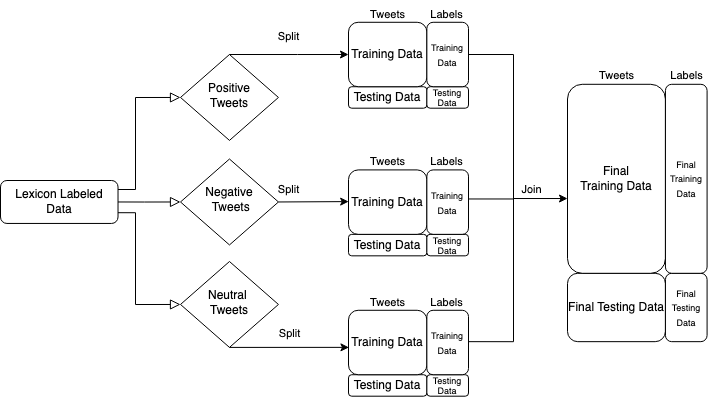 Lexicon Labeled
Data
Positive
Tweets
Negative
Tweets
Neutral
Tweets
Split
Split
Split
Tweets Labels
Training Data
Training
Data
Testing Data
Testing
Data
Tweets Labels
Training Data
Training
Data
Testing Data
Testing
Data
Tweets Labels
Training Data
Training
Data
Testing Data
Testing
Data
Join
Tweets Labels
Final
Training Data
Final
Training
Data
Final Testing Data
Final
Testing
Data